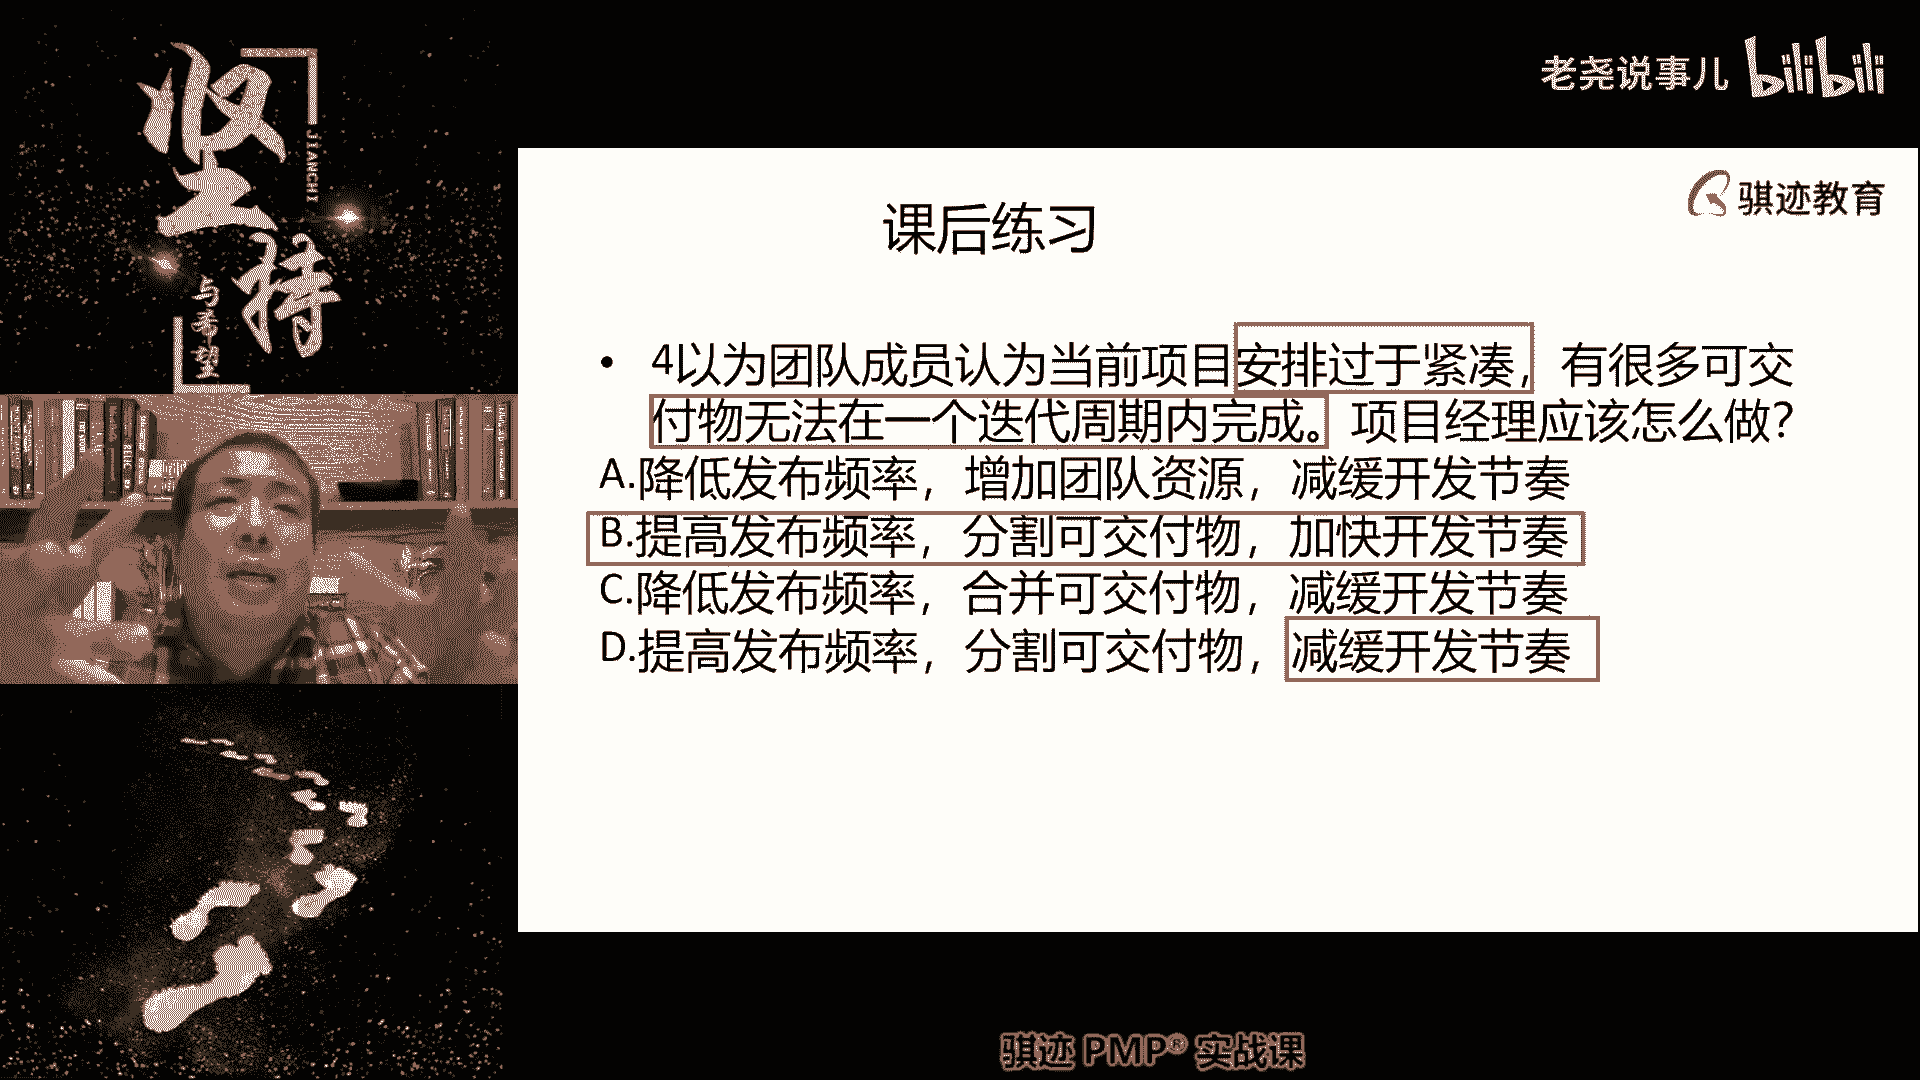 坚持
JIANCHI
与希望
老尧说事儿 bilibili
骐迹教育
课后练习
• 4以为团队成员认为当前项目安排过于紧凑，有很多可交
付物无法在一个迭代周期内完成。项目经理应该怎么做？
A.降低发布频率，增加团队资源，减缓开发节奏
B.提高发布频率，分割可交付物，加快开发节奏
C.降低发布频率，合并可交付物，减缓开发节奏
D.提高发布频率，分割可交付物，减缓开发节奏
骐迹 PMP® 实战课